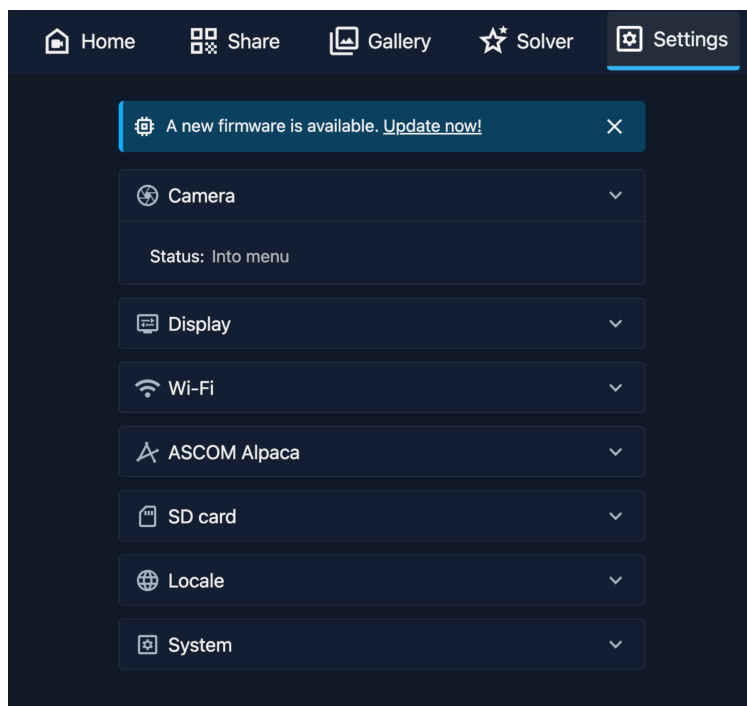 Home Share Gallery Solver Settings
A new firmware is available. Update now!
Camera
Status: Into menu
Display
Wi-Fi
ASCOM Alpaca
SD card
Locale
System